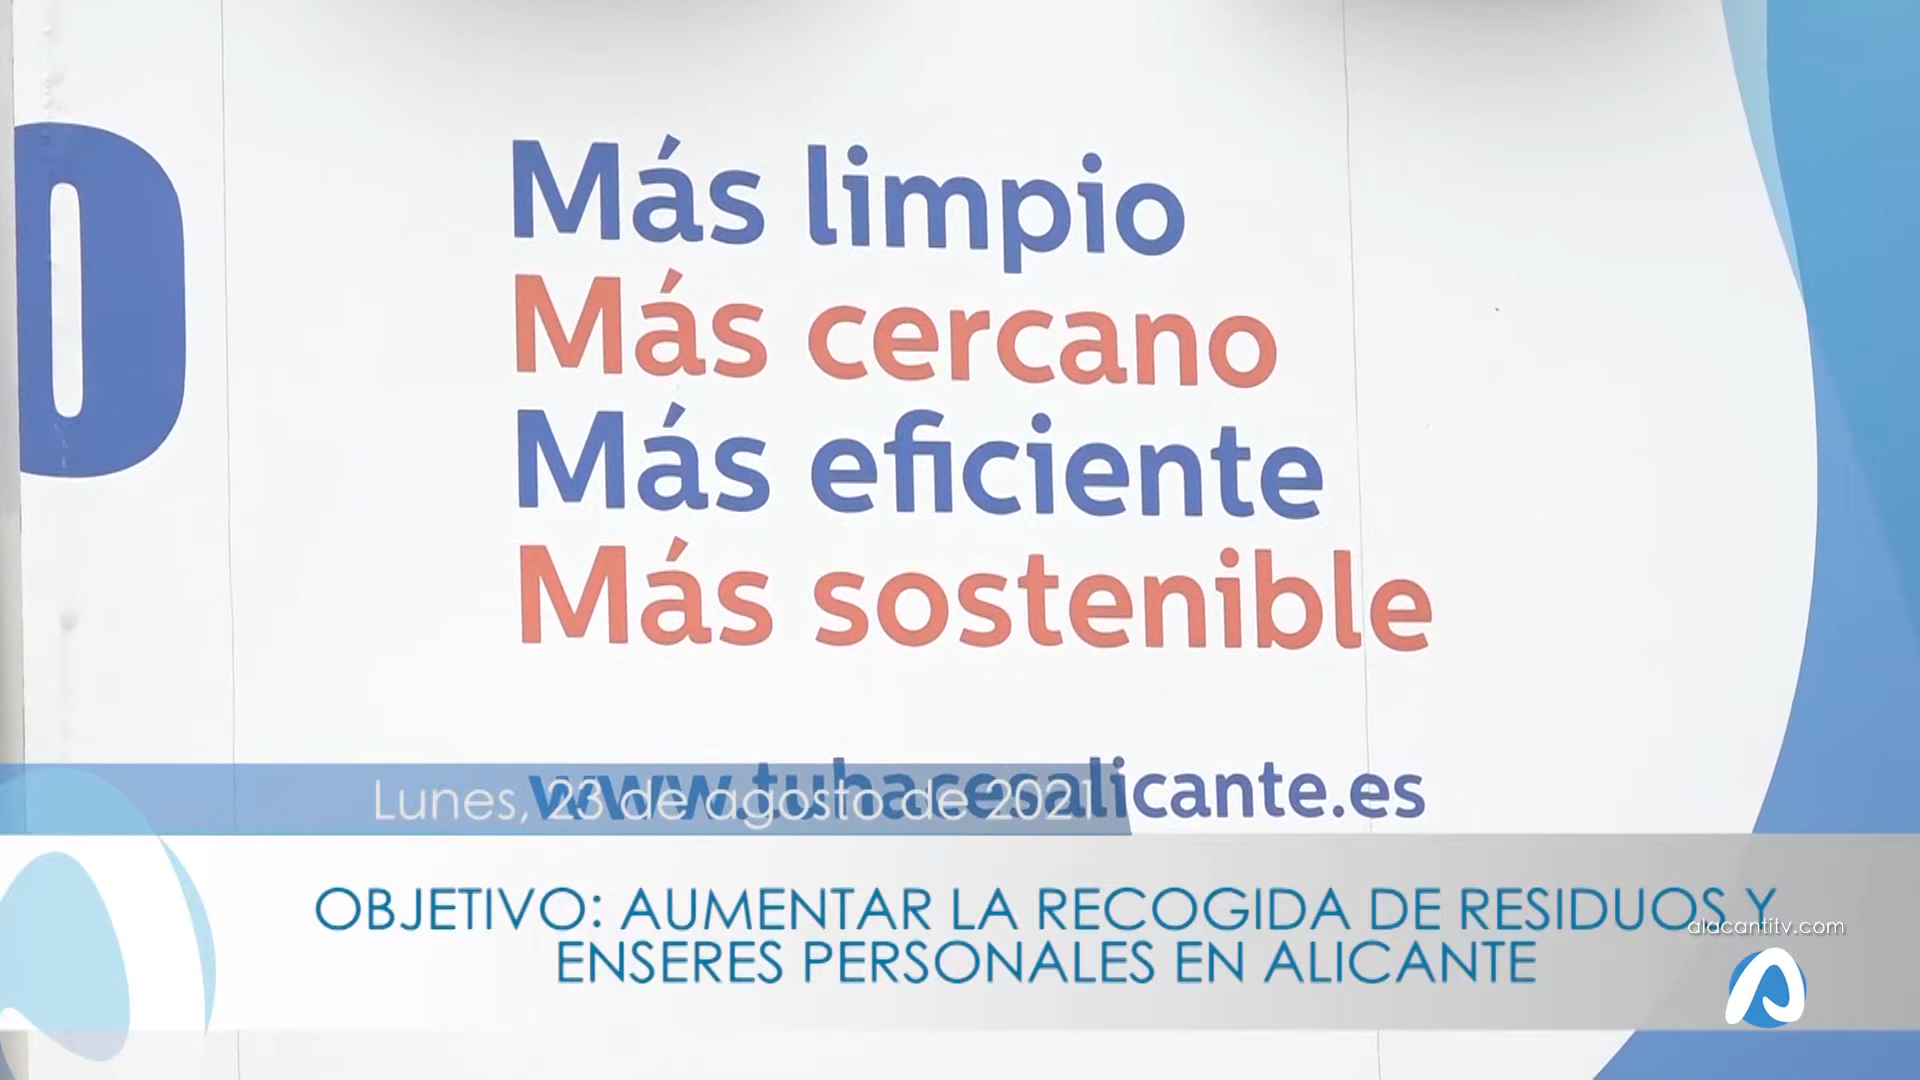 Más limpio
Más cercano
Más eficiente
Más sostenible
www.tuhacesalicante.es
Lunes, 23 de agosto de 2021
OBJETIVO: AUMENTAR LA RECOGIDA DE RESIDUOS Y
ENSERES PERSONALES EN ALICANTE
alacantitv.com